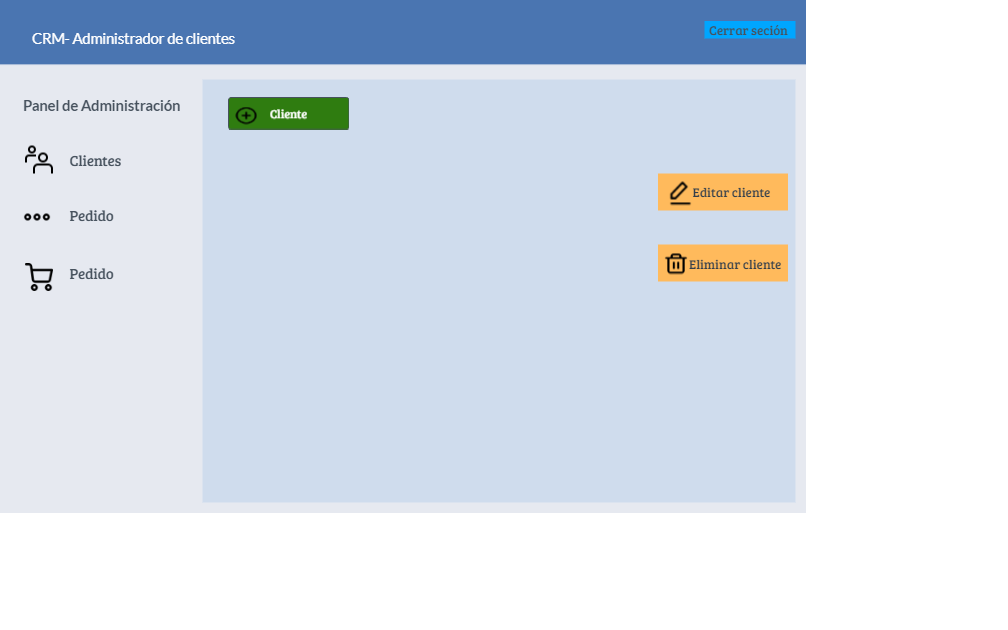 CRM- Administrador de clientes
Cerrar seción
Panel de Administración
Cliente
Clientes
Editar cliente
Pedido
Eliminar cliente
Pedido